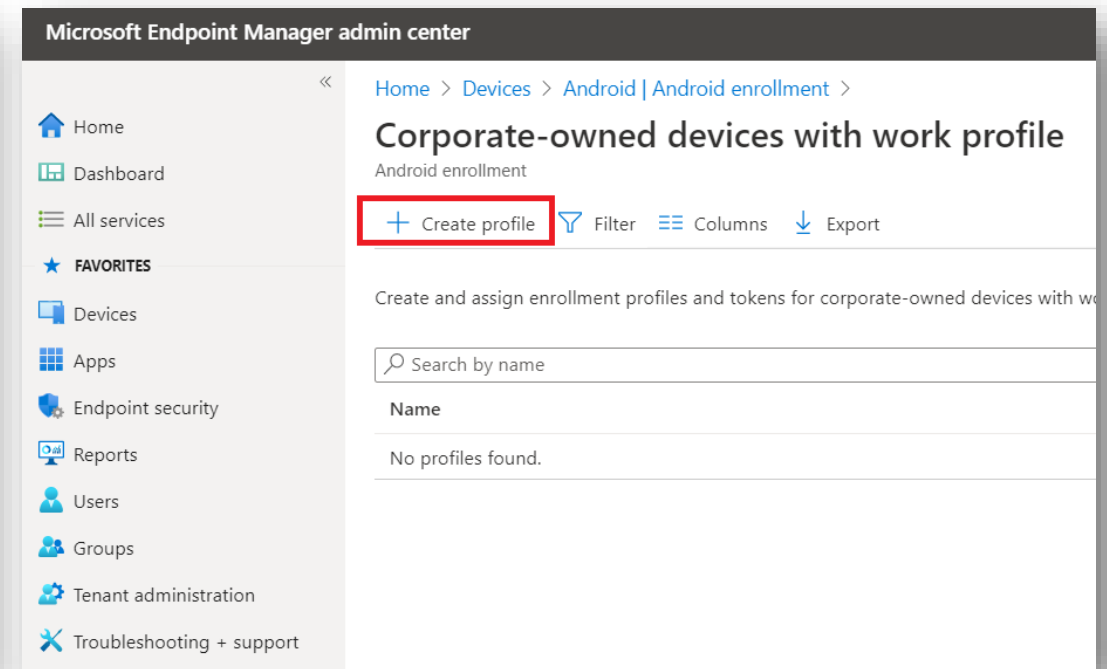 Microsoft Endpoint Manager admin center
«
Home
Dashboard
All services
FAVORITES
Devices
Apps
Endpoint security
Reports
Users
Groups
Tenant administration
Troubleshooting + support
Home > Devices > Android | Android enrollment >
Corporate-owned devices with work profile
Android enrollment
Create profile Filter Columns Export
Create and assign enrollment profiles and tokens for corporate-owned devices with
Search by name
Name
No profiles found.